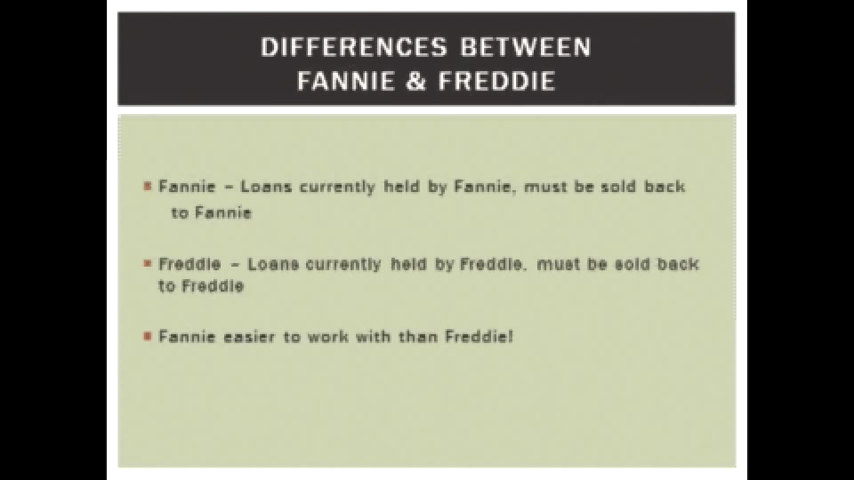 DIFFERENCES BETWEEN
FANNIE & FREDDIE
Fannie – Loans currently held by Fannie, must be sold back
to Fannie
Freddie – Loans currently held by Freddie, must be sold back
to Freddie
Fannie easier to work with than Freddie!